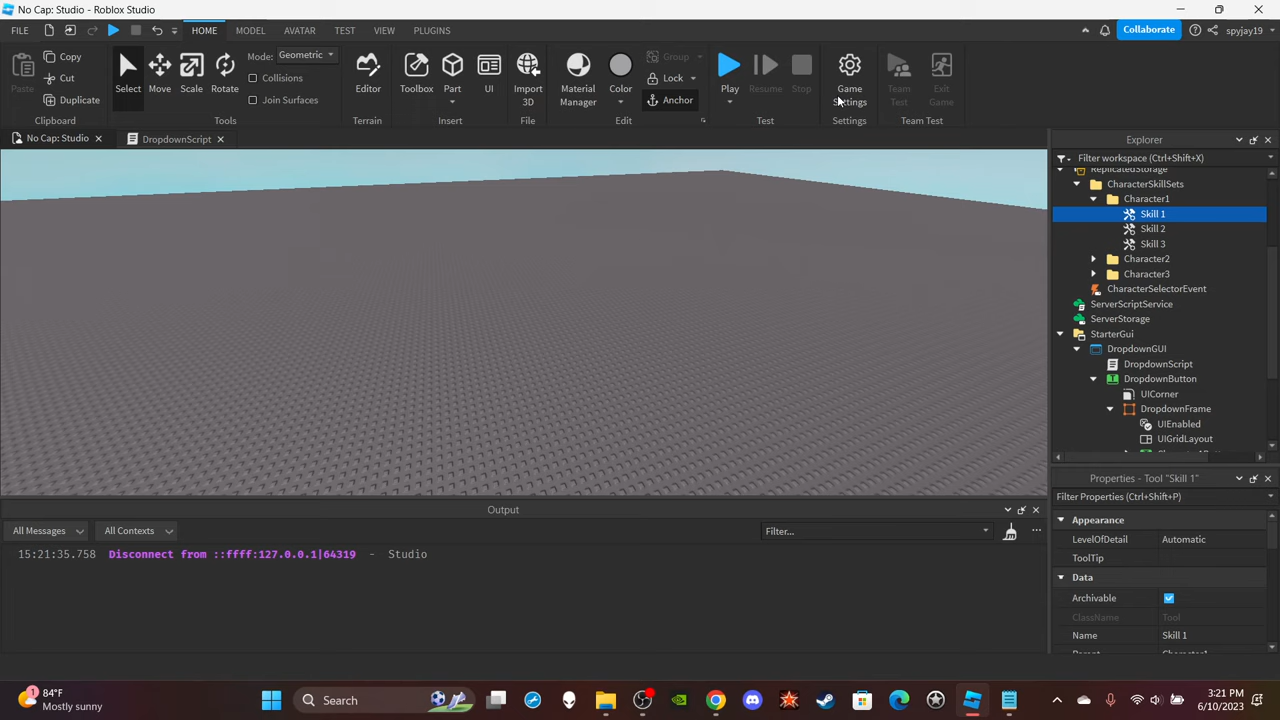 No Cap: Studio - Roblox Studio
FILE HOME MODEL AVATAR TEST VIEW PLUGINS Collaborate spyjay19
Copy Mode: Geometric Group
Paste Cut Select Move Scale Rotate Collisions Editor Toolbox Part UI Import 3D Material Manager Color Lock Play Resume Stop Game Settings Team Test Exit Game
Duplicate Join Surfaces Anchor
Clipboard Tools Terrain Insert File Edit Test Settings Team Test
No Cap: Studio DropdownScript Explorer
Filter workspace (Ctrl+Shift+X)
ReplicatedStorage
CharacterSkillSets
Character1
Skill 1
Skill 2
Skill 3
Character2
Character3
CharacterSelectorEvent
ServerScriptService
ServerStorage
StarterGui
DropdownGUI
DropdownScript
DropdownButton
UICorner
DropdownFrame
UIEnabled
UIGridLayout
Properties - Tool "Skill 1"
Filter Properties (Ctrl+Shift+P)
Appearance
LevelOfDetail Automatic
ToolTip
Data
Archivable
ClassName Tool
Name Skill 1
Parent Character1
Output
All Messages All Contexts Filter...
15:21:35.758 Disconnect from ::ffff:127.0.0.1|64319 - Studio
1
84°F
Mostly sunny
Search
3:21 PM
6/10/2023